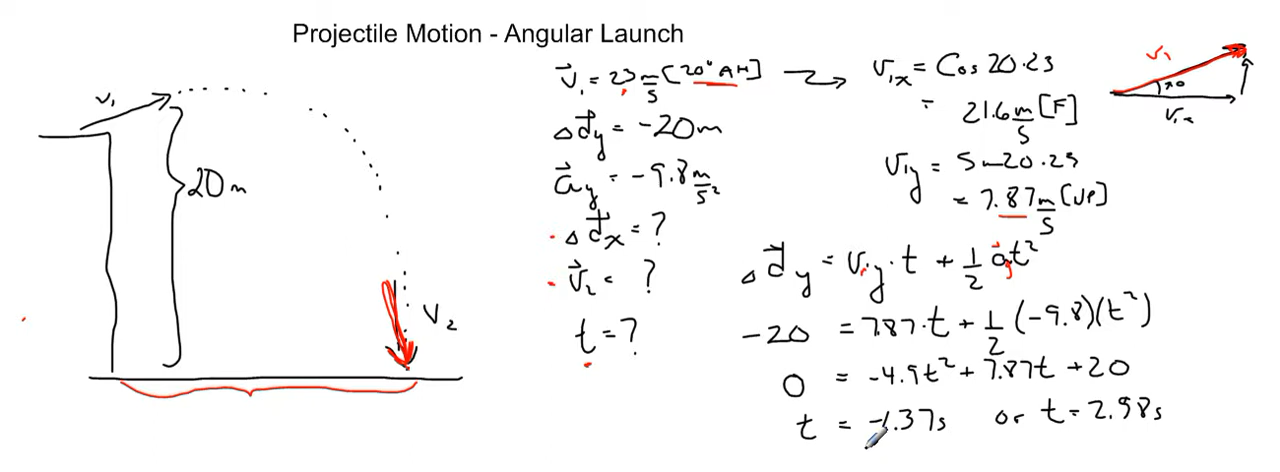 Projectile Motion - Angular Launch
v₁
20m
V₂
v⃗₁ = 23 m/s [20° AH]
Δd⃗y = -20m
a⃗y = -9.8 m/s²
Δd⃗x = ?
v⃗₂ = ?
t = ?
V₁ₓ = Cos 20·23
= 21.6 m/s [F]
V₁y = Sin 20·23
= 7.87 m/s [UP]
v₁
20
V₁ₓ
Δd⃗y = V₁y · t + 1/2 a⃗y t²
-20 = 7.87·t + 1/2 (-9.8)(t²)
0 = -4.9t² + 7.87t + 20
t = -1.37s or t = 2.98s